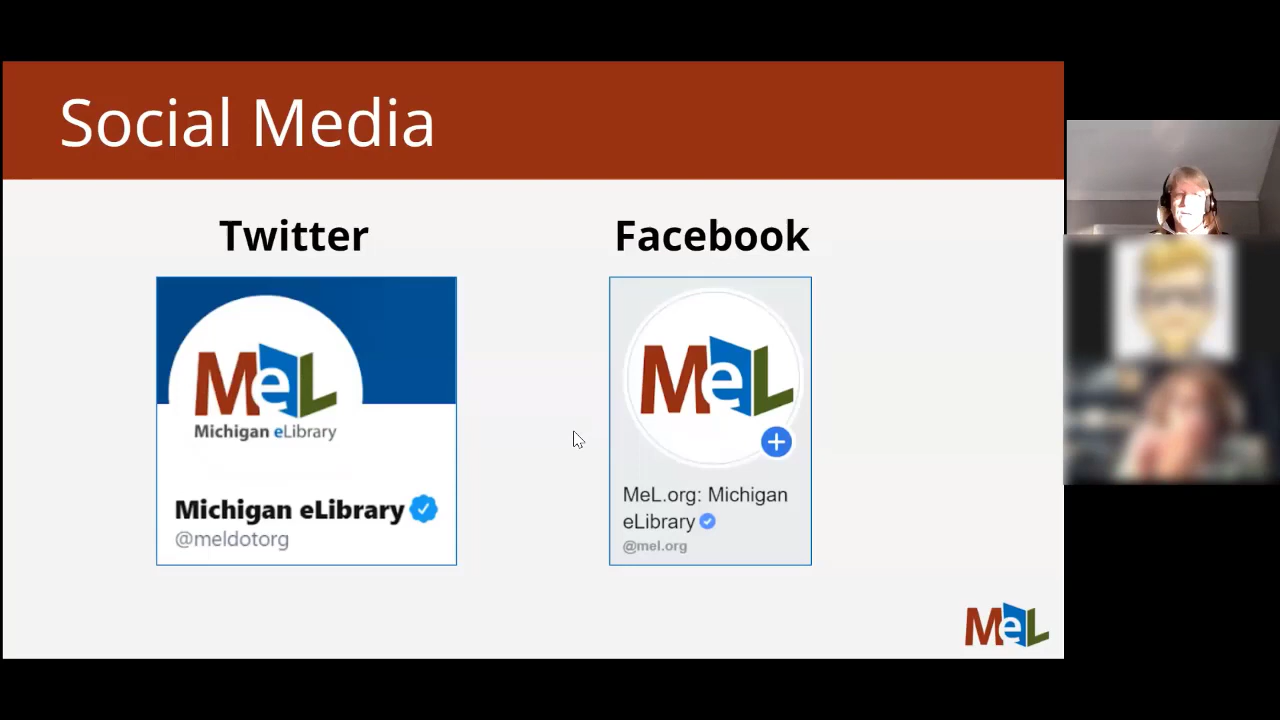 Social Media
Twitter
Facebook
MeL
Michigan eLibrary
Michigan eLibrary
@meldotorg
MeL
MeL.org: Michigan
eLibrary
@mel.org
MeL